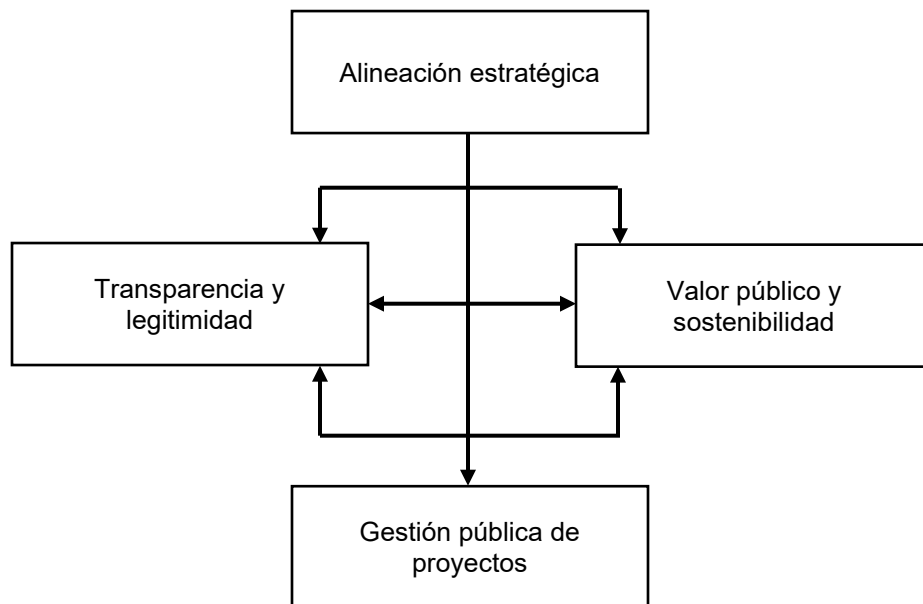 Alineación estratégica
Transparencia y
legitimidad
Valor público y
sostenibilidad
Gestión pública de
proyectos